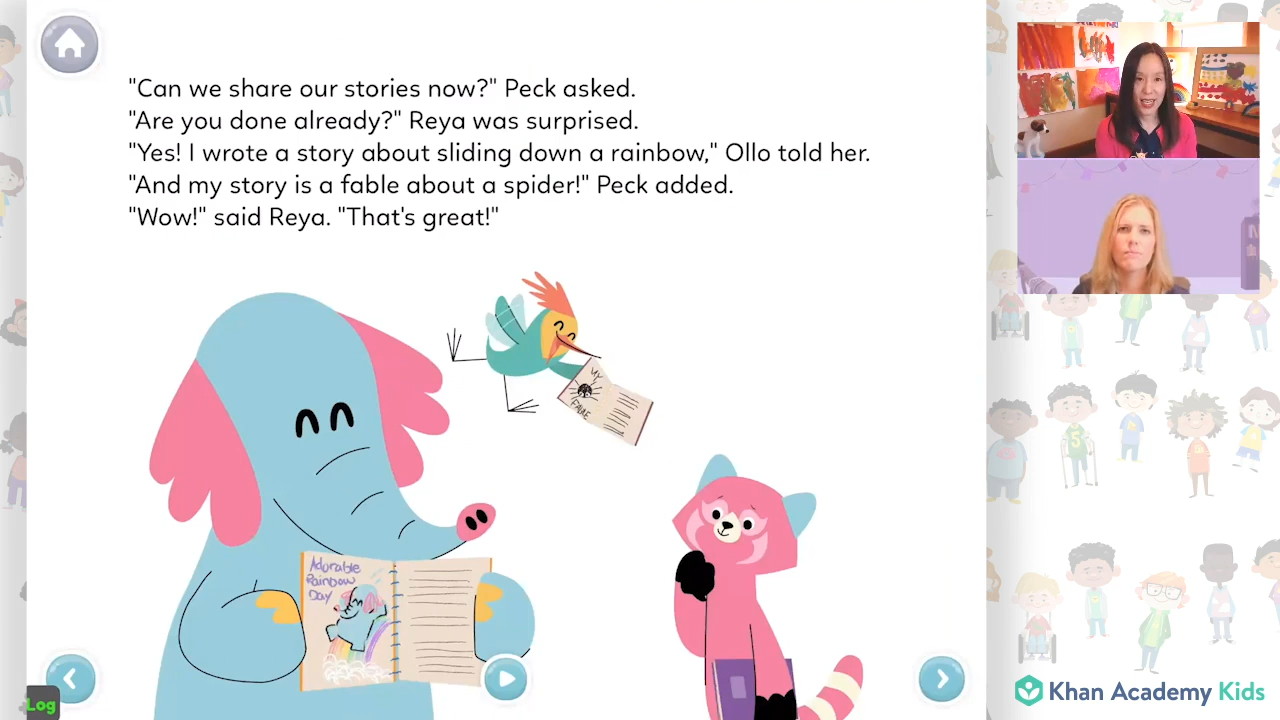 "Can we share our stories now?" Peck asked.
"Are you done already?" Reya was surprised.
"Yes! I wrote a story about sliding down a rainbow," Ollo told her.
"And my story is a fable about a spider!" Peck added.
"Wow!" said Reya. "That's great!"
MY
FABLE
Adorable
Rainbow
Day
Log
Khan Academy Kids